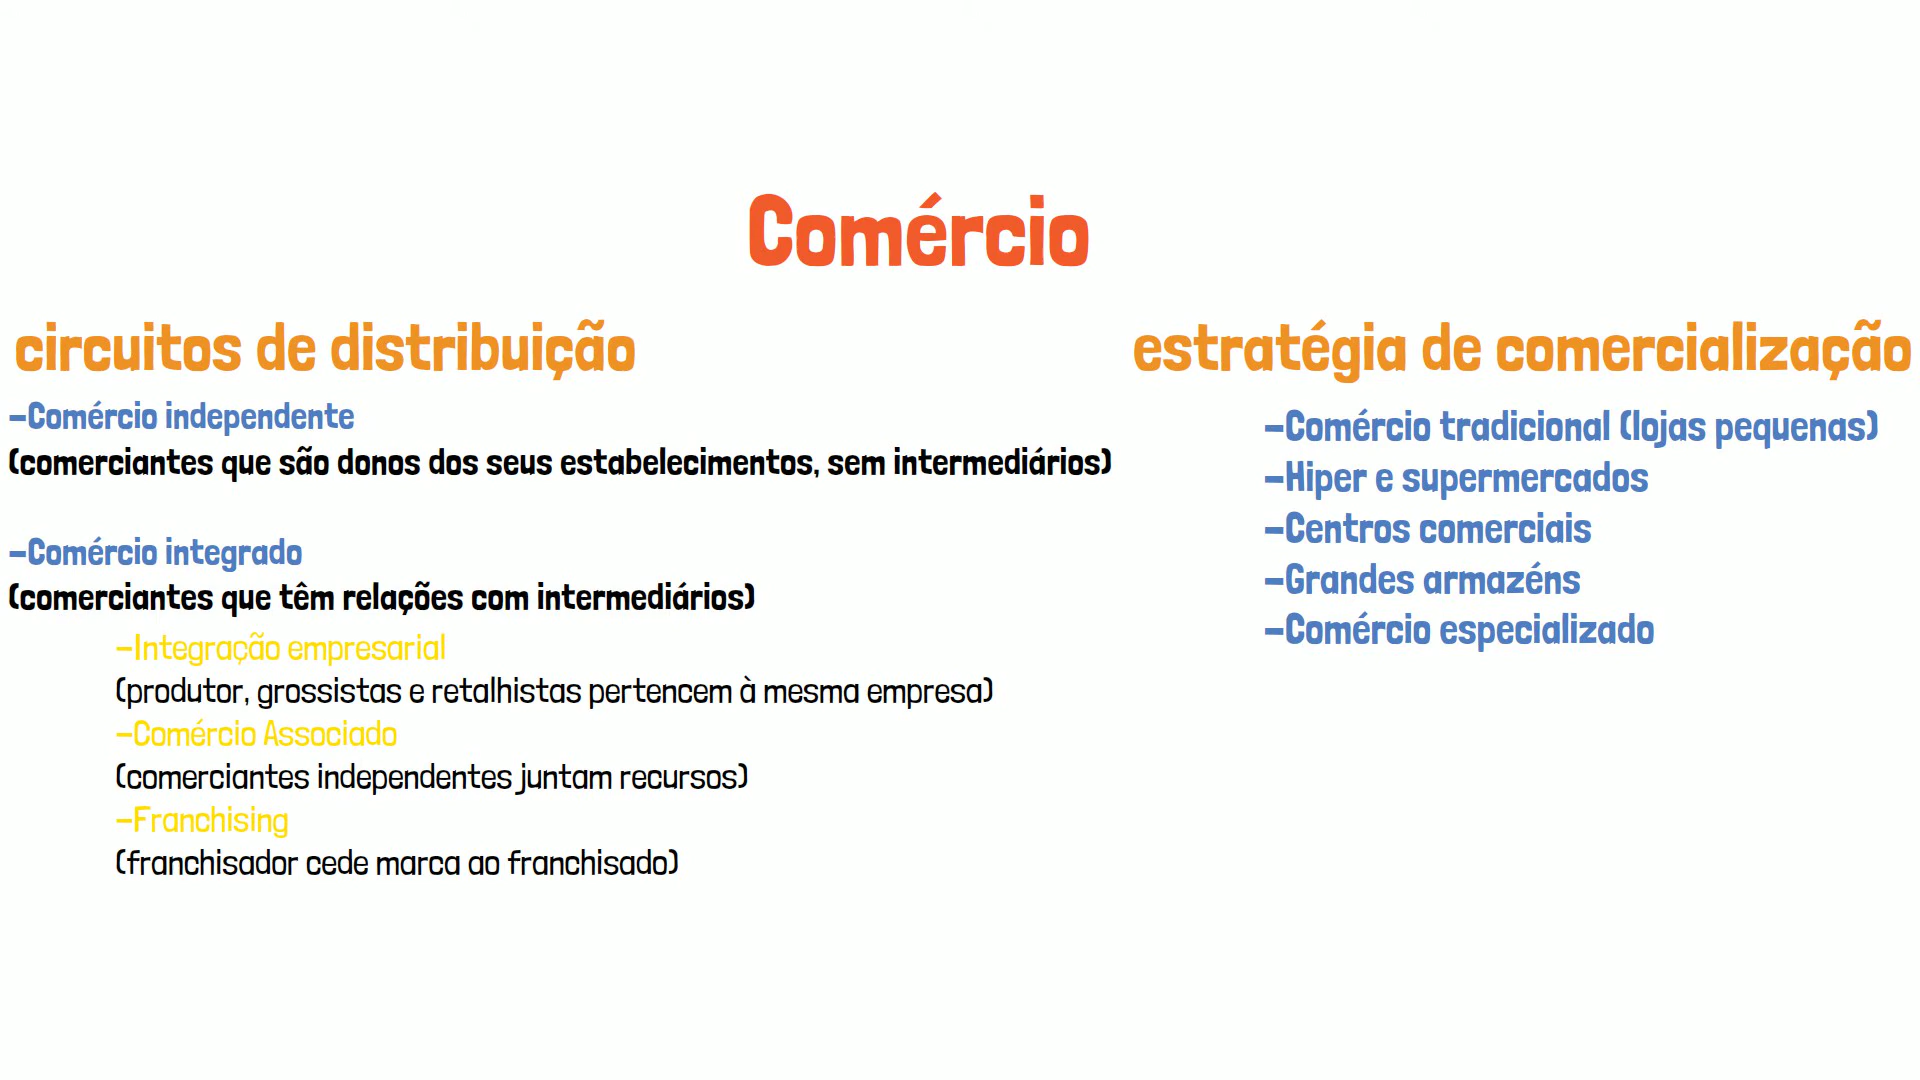 Comércio
circuitos de distribuição
-Comércio independente
(comerciantes que são donos dos seus estabelecimentos, sem intermediários)
-Comércio integrado
(comerciantes que têm relações com intermediários)
-Integração empresarial
(produtor, grossistas e retalhistas pertencem à mesma empresa)
-Comércio Associado
(comerciantes independentes juntam recursos)
-Franchising
(franchisador cede marca ao franchisado)
estratégia de comercialização
-Comércio tradicional (lojas pequenas)
-Hiper e supermercados
-Centros comerciais
-Grandes armazéns
-Comércio especializado